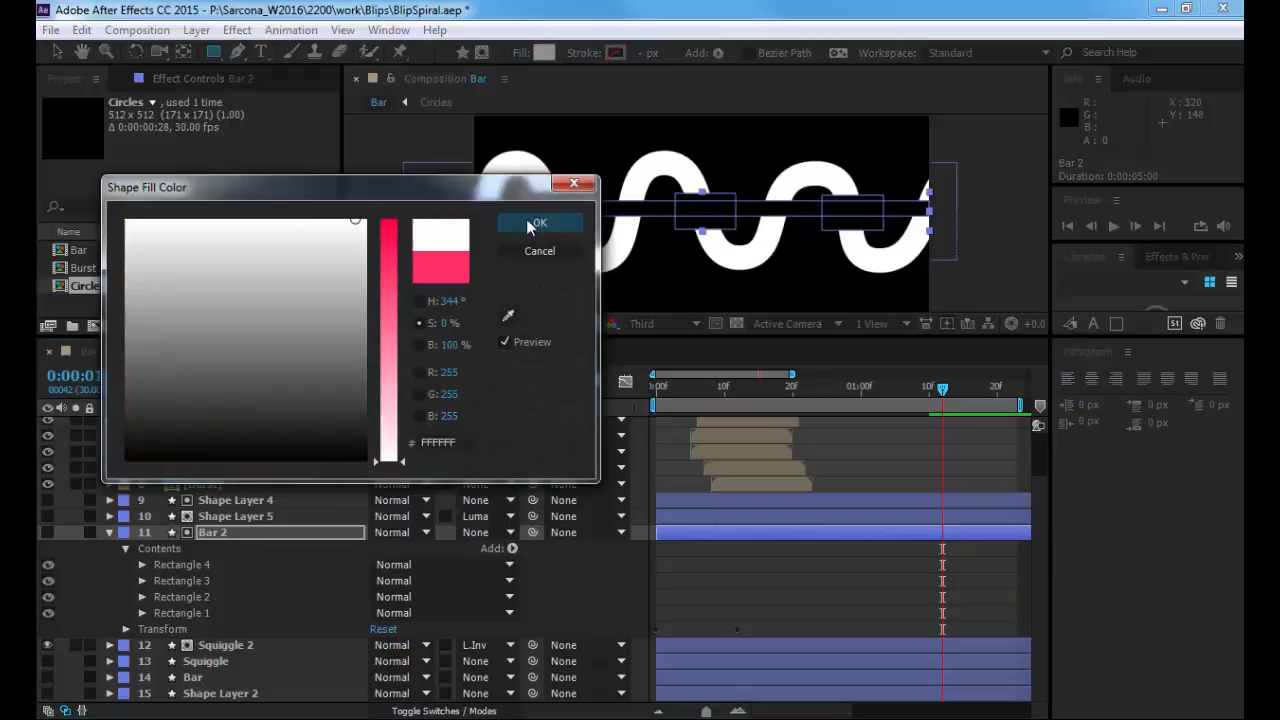 Adobe After Effects CC 2015 - P:\Sarcona_W2016\2200\work\Blips\BlipSpiral.aep *
File Edit Composition Layer Effect Animation View Window Help
Fill: Stroke: - px Add: Bezier Path Workspace: Standard Search Help
Project Effect Controls Bar 2 Composition Bar Info Audio
Circles , used 1 time
512 x 512 (171 x 171) (1.00)
Δ 0:00:00:28, 30.00 fps
Bar Circles
R: X: 320
G: Y: 148
B:
A: 0
Bar 2
Duration: 0:00:05:00
Preview
Libraries Effects & Pre
St
Paragraph
0 px 0 px 0 px
0 px 0 px
Name
Bar
Burst
Circle
Shape Fill Color
OK
Cancel
H: 344 °
S: 0 %
B: 100 %
R: 255
G: 255
B: 255
# FFFFFF
Preview
Third Active Camera 1 View +0.0
0:00:01
00042 (30.0
:00f 10f 20f 01:00f 10f 20f
9 Shape Layer 4 Normal None None
10 Shape Layer 5 Normal Luma None
11 Bar 2 Normal None None
Contents Add:
Rectangle 4 Normal
Rectangle 3 Normal
Rectangle 2 Normal
Rectangle 1 Normal
Transform Reset
12 Squiggle 2 Normal L.Inv None
13 Squiggle Normal None None
14 Bar Normal None None
15 Shape Layer 2 Normal None None
Toggle Switches / Modes